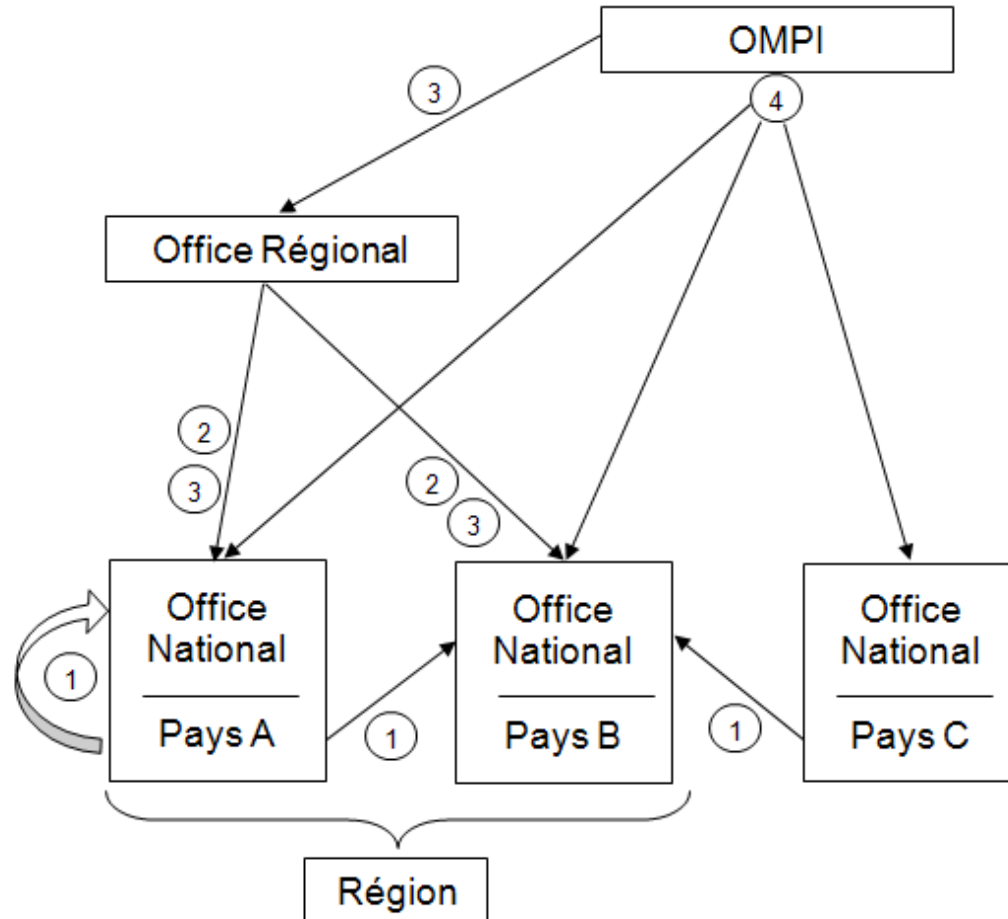 OMPI
3
4
Office Régional
2
3
2
3
Office
National
Pays A
Office
National
Pays B
Office
National
Pays C
1
1
1
Région